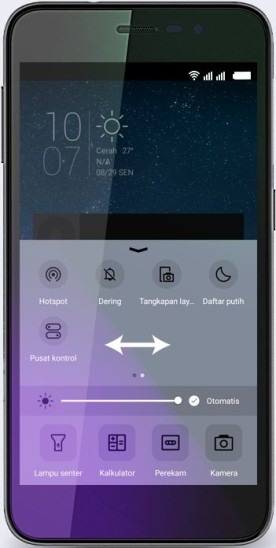 10
07
Cerah 27°
N/A
08/29 SEN
Hotspot
Dering
Tangkapan lay...
Daftar putih
Pusat kontrol
Otomatis
Lampu senter
Kalkulator
Perekam
Kamera